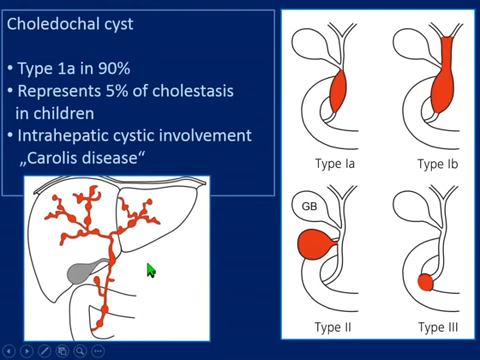 Choledochal cyst
• Type 1a in 90%
• Represents 5% of cholestasis
in children
• Intrahepatic cystic involvement
„Carolis disease“
Type Ia
Type Ib
GB
Type II
Type III